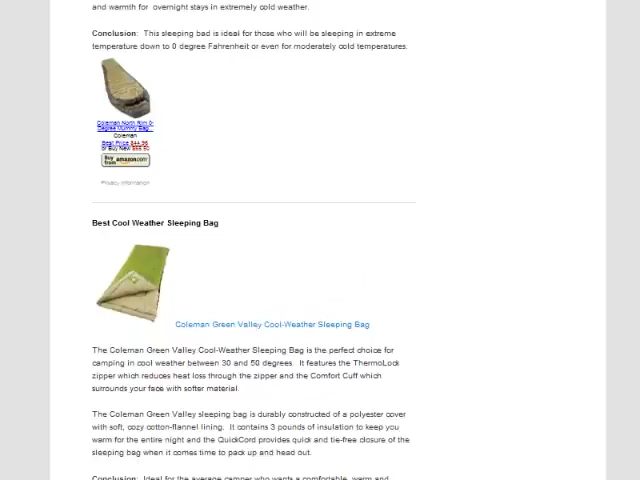 and warmth for overnight stays in extremely cold weather.
Conclusion: This sleeping bad is ideal for those who will be sleeping in extreme
temperature down to 0 degree Fahrenheit or even for moderately cold temperatures.
Coleman North Rim 0-
Degree Mummy Bag
Coleman
Best Price
or Buy New
Buy
from amazon.com
Privacy Information
Best Cool Weather Sleeping Bag
Coleman Green Valley Cool-Weather Sleeping Bag
The Coleman Green Valley Cool-Weather Sleeping Bag is the perfect choice for
camping in cool weather between 30 and 50 degrees. It features the ThermoLock
zipper which reduces heat loss through the zipper and the Comfort Cuff which
surrounds your face with softer material.
The Coleman Green Valley sleeping bag is durably constructed of a polyester cover
with soft, cozy cotton-flannel lining. It contains 3 pounds of insulation to keep you
warm for the entire night and the QuickCord provides quick and tie-free closure of the
sleeping bag when it comes time to pack up and head out.
Conclusion: Ideal for the average camper who wants a comfortable, warm and